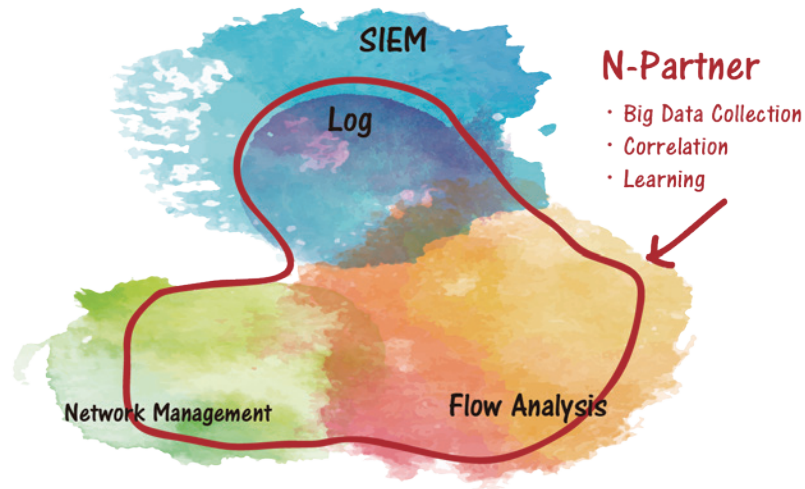 SIEM
Log
N-Partner
· Big Data Collection
· Correlation
· Learning
Network Management
Flow Analysis